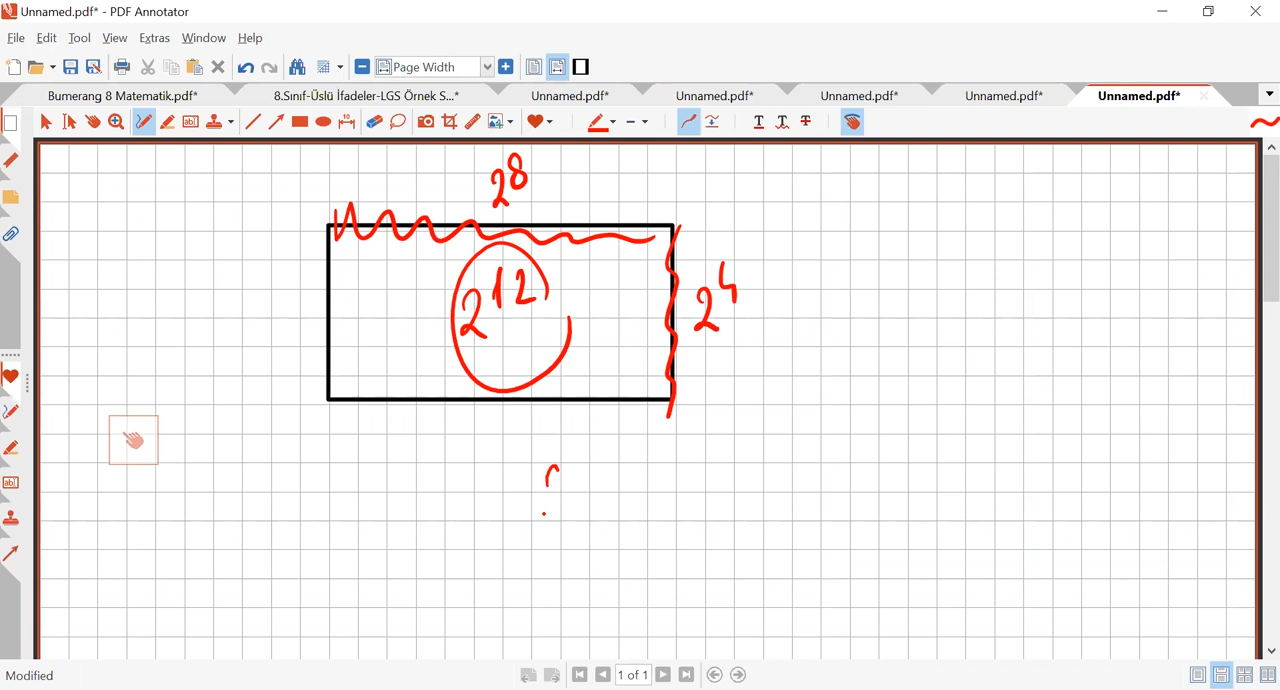 Unnamed.pdf* - PDF Annotator
File Edit Tool View Extras Window Help
Page Width
Bumerang 8 Matematik.pdf* 8.Sınıf-Üslü İfadeler-LGS Örnek S...* Unnamed.pdf* Unnamed.pdf* Unnamed.pdf* Unnamed.pdf* Unnamed.pdf*
2⁸
2¹² 2⁴
Modified 1 of 1